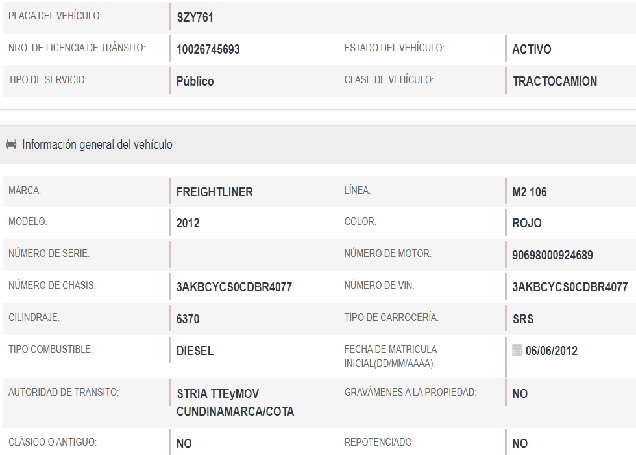 PLACA DEL VEHÍCULO: SZY761
NRO. DE LICENCIA DE TRÁNSITO: 10026745693 ESTADO DEL VEHÍCULO: ACTIVO
TIPO DE SERVICIO: Público CLASE DE VEHÍCULO: TRACTOCAMION
Información general del vehículo
MARCA: FREIGHTLINER LÍNEA: M2 106
MODELO: 2012 COLOR: ROJO
NÚMERO DE SERIE: NÚMERO DE MOTOR: 90698000924689
NÚMERO DE CHASIS: 3AKBCYCS0CDBR4077 NÚMERO DE VIN: 3AKBCYCS0CDBR4077
CILINDRAJE: 6370 TIPO DE CARROCERÍA: SRS
TIPO COMBUSTIBLE: DIESEL FECHA DE MATRICULA INICIAL(DD/MM/AAAA): 06/06/2012
AUTORIDAD DE TRANSITO: STRIA TTEyMOV CUNDINAMARCA/COTA GRAVÁMENES A LA PROPIEDAD: NO
CLÁSICO O ANTIGUO: NO REPOTENCIADO: NO